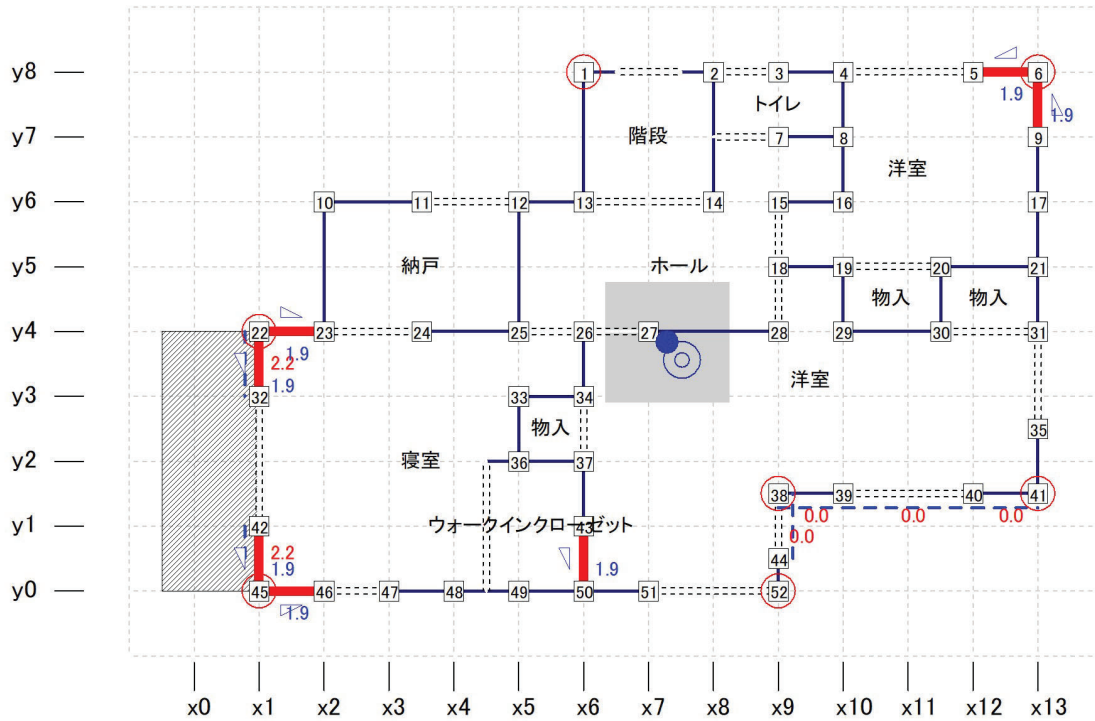 y8 1 2 3 4 5 6
トイレ 1.9 1.9
y7 階段 7 8 9
洋室
y6 10 11 12 13 14 15 16 17
y5 納戸 ホール 18 19 20 21
物入 物入
y4 22 23 24 25 26 27 28 29 30 31
1.9 2.2
1.9 洋室
y3 32 33 34
物入 35
y2 寝室 36 37
38 39 40 41
0.0 0.0 0.0
y1 42 ウォークインクローゼット 43
0.0
2.2 44
1.9 1.9
y0 45 46 47 48 49 50 51 52
1.9
x0 x1 x2 x3 x4 x5 x6 x7 x8 x9 x10 x11 x12 x13